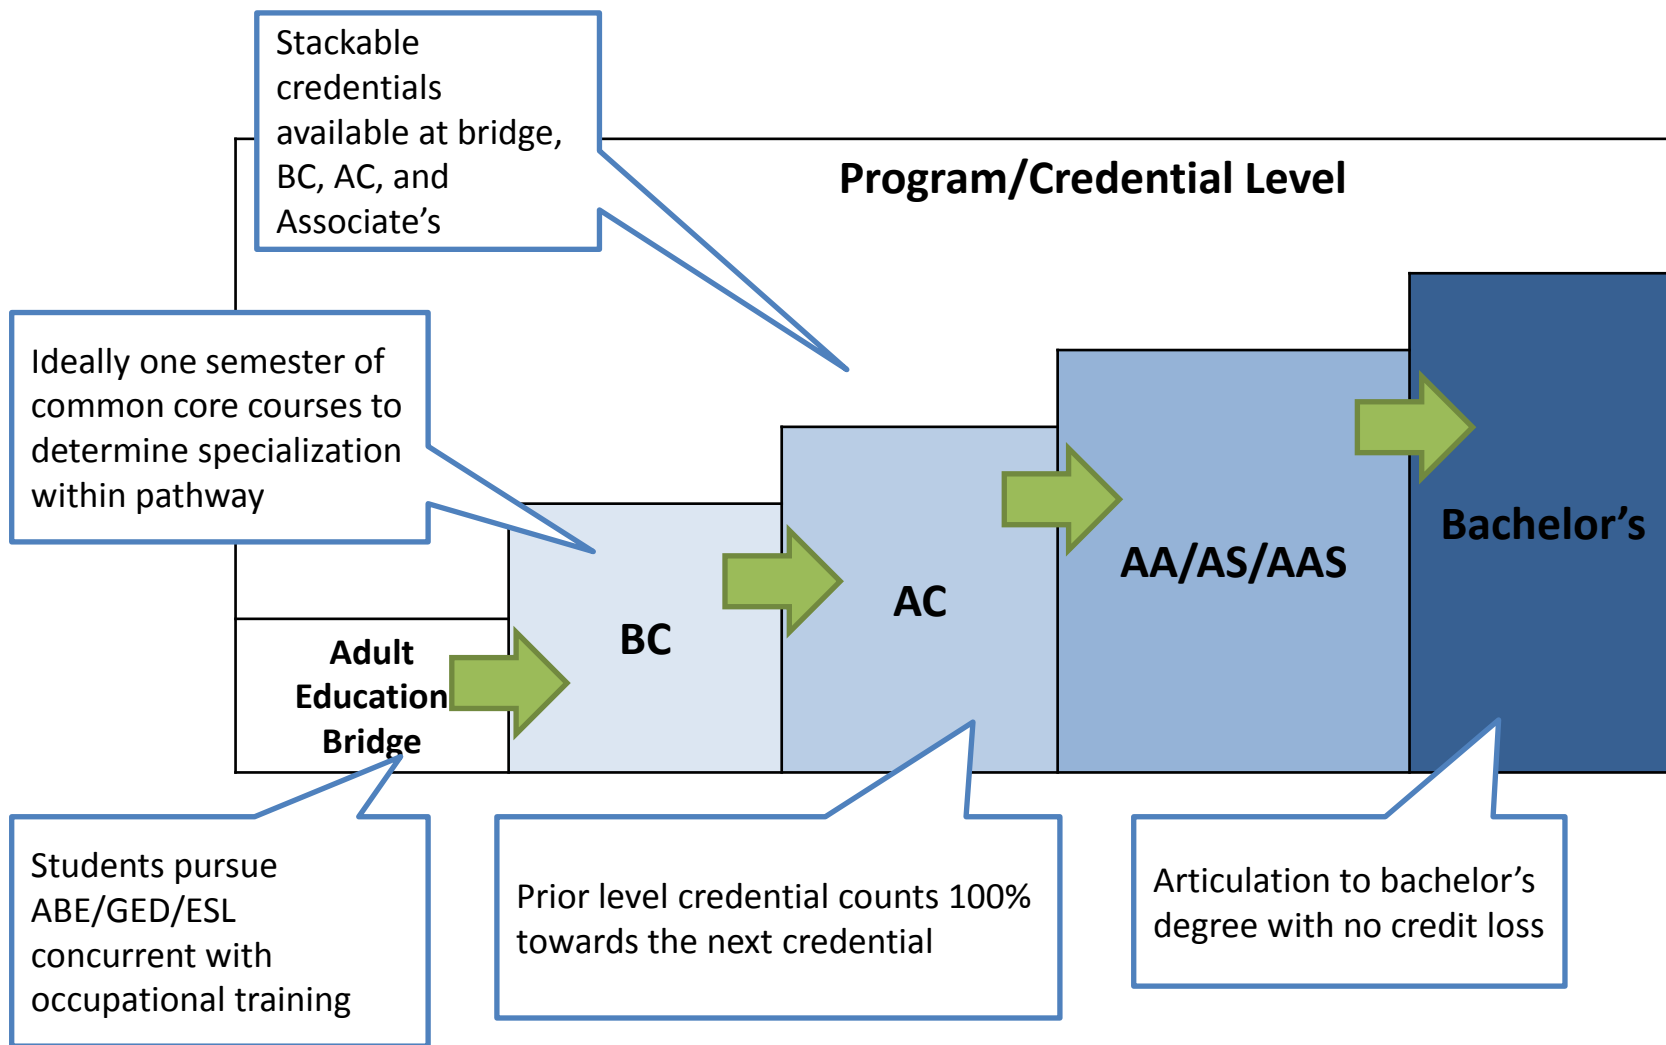 Stackable
credentials
available at bridge,
BC, AC, and
Associate’s
Program/Credential Level
Ideally one semester of
common core courses to
determine specialization
within pathway
Adult
Education
Bridge
BC
AC
AA/AS/AAS
Bachelor’s
Students pursue
ABE/GED/ESL
concurrent with
occupational training
Prior level credential counts 100%
towards the next credential
Articulation to bachelor’s
degree with no credit loss